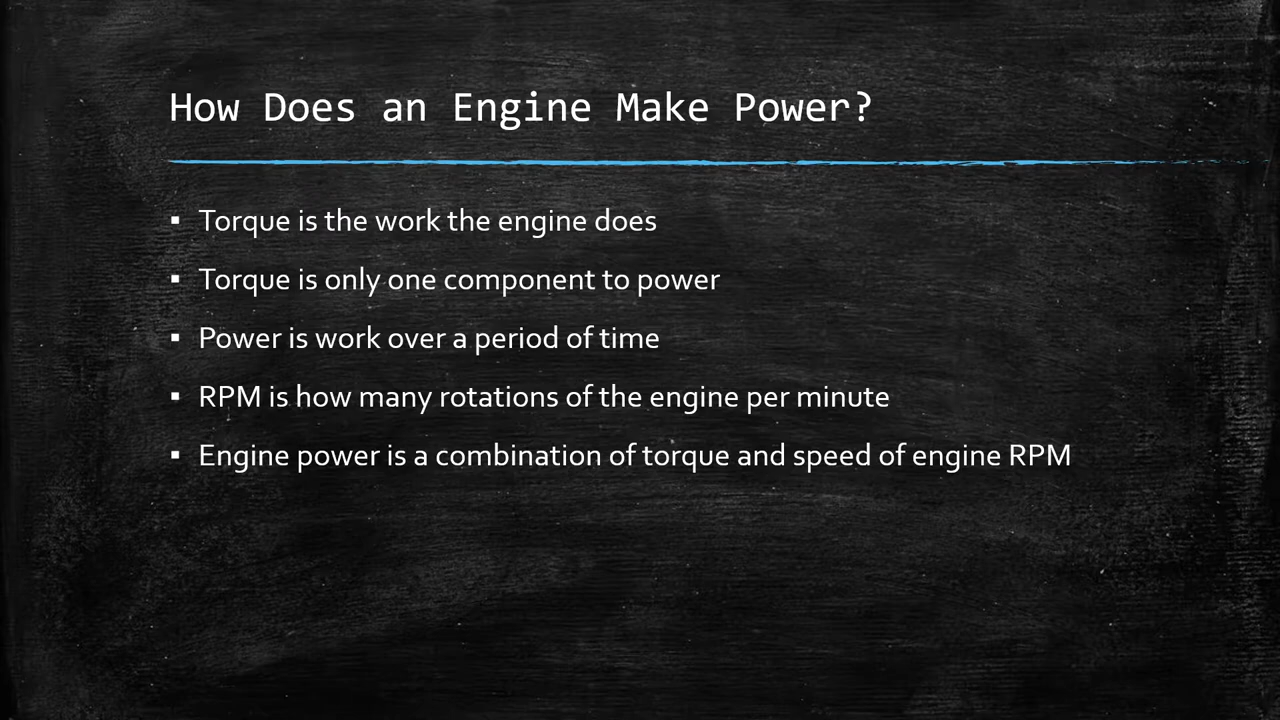 How Does an Engine Make Power?
▪ Torque is the work the engine does
▪ Torque is only one component to power
▪ Power is work over a period of time
▪ RPM is how many rotations of the engine per minute
▪ Engine power is a combination of torque and speed of engine RPM